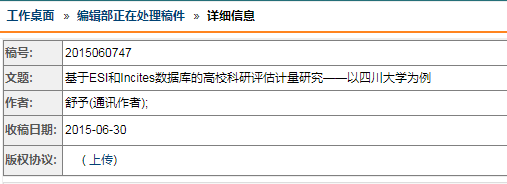 工作桌面 » 编辑部正在处理稿件 » 详细信息
稿号: 2015060747
文题: 基于ESI和Incites数据库的高校科研评估计量研究——以四川大学为例
作者: 舒予(通讯作者);
收稿日期: 2015-06-30
版权协议: ( 上传)